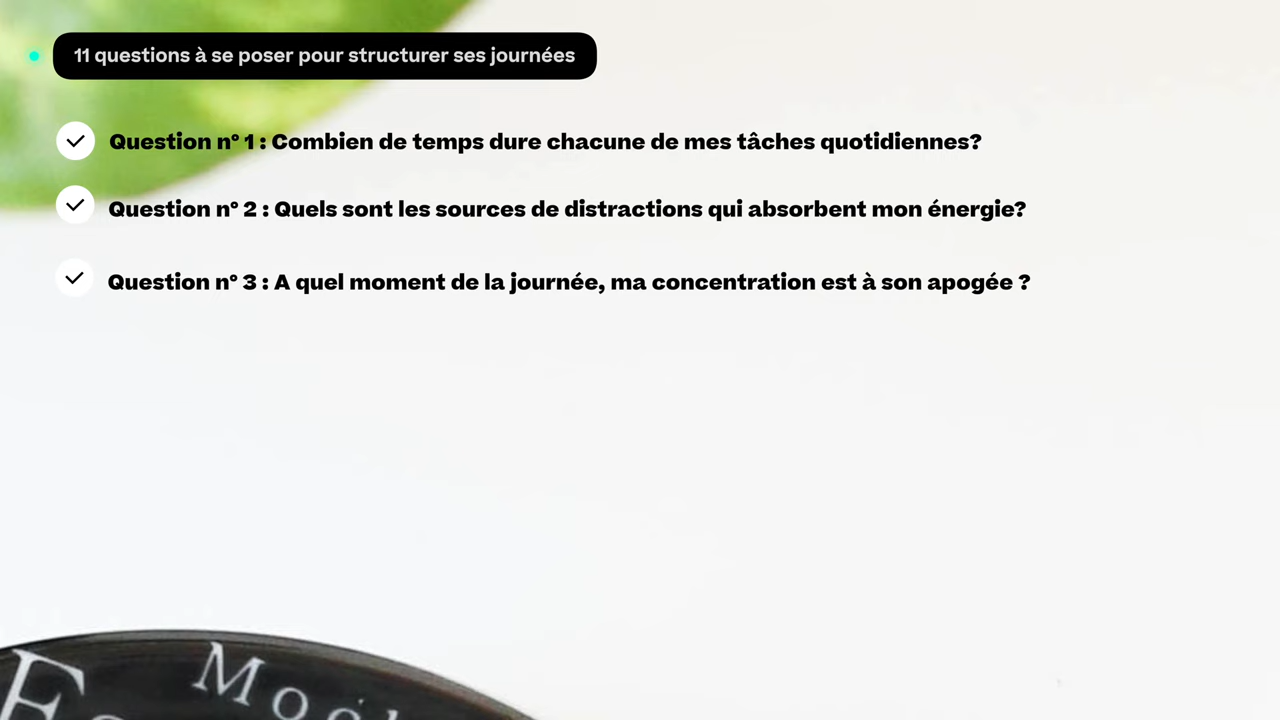 11 questions à se poser pour structurer ses journées
Question n° 1 : Combien de temps dure chacune de mes tâches quotidiennes?
Question n° 2 : Quels sont les sources de distractions qui absorbent mon énergie?
Question n° 3 : A quel moment de la journée, ma concentration est à son apogée ?